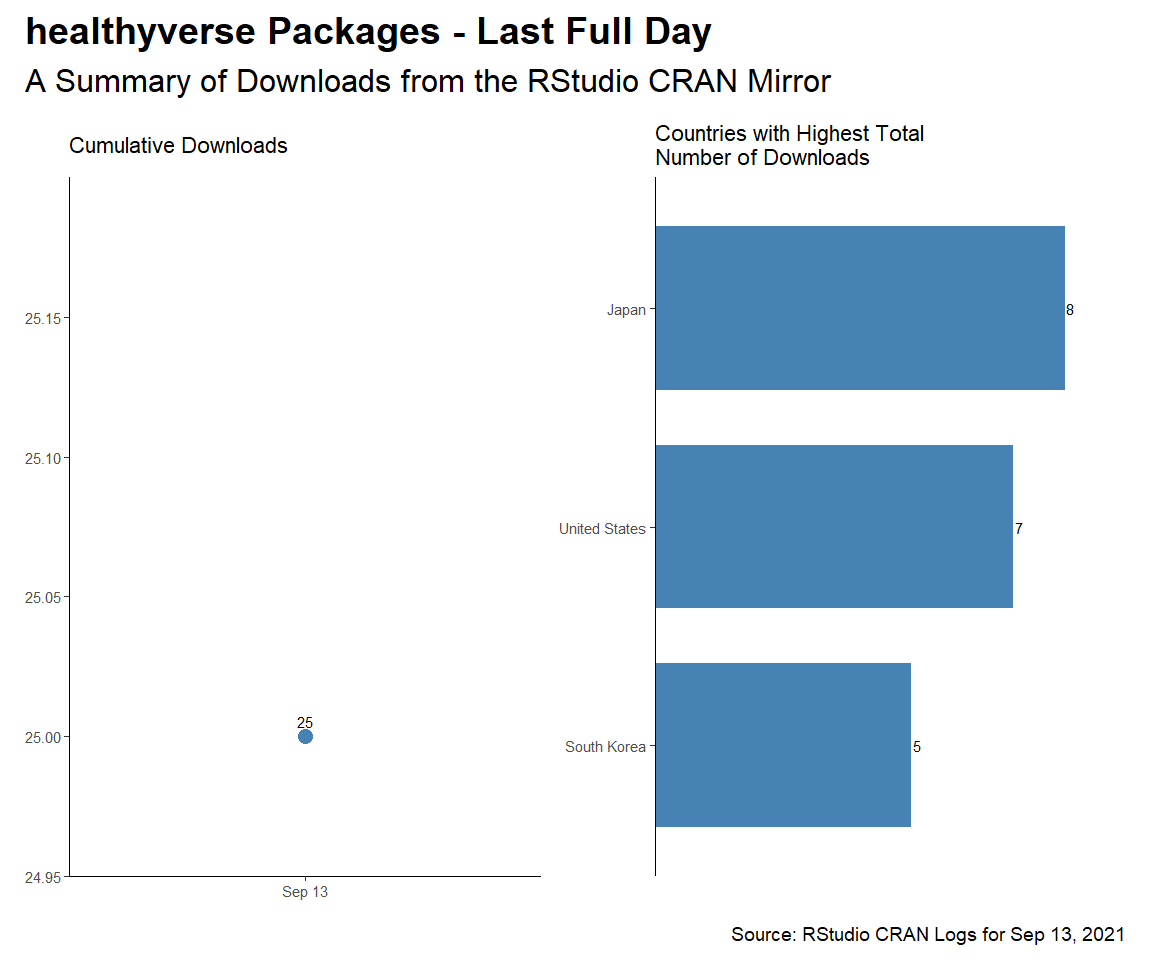 healthyverse Packages - Last Full Day
A Summary of Downloads from the RStudio CRAN Mirror
Cumulative Downloads
25.15
25.10
25.05
25.00
24.95
25
Sep 13
Countries with Highest Total
Number of Downloads
Japan
8
United States
7
South Korea
5
Source: RStudio CRAN Logs for Sep 13, 2021